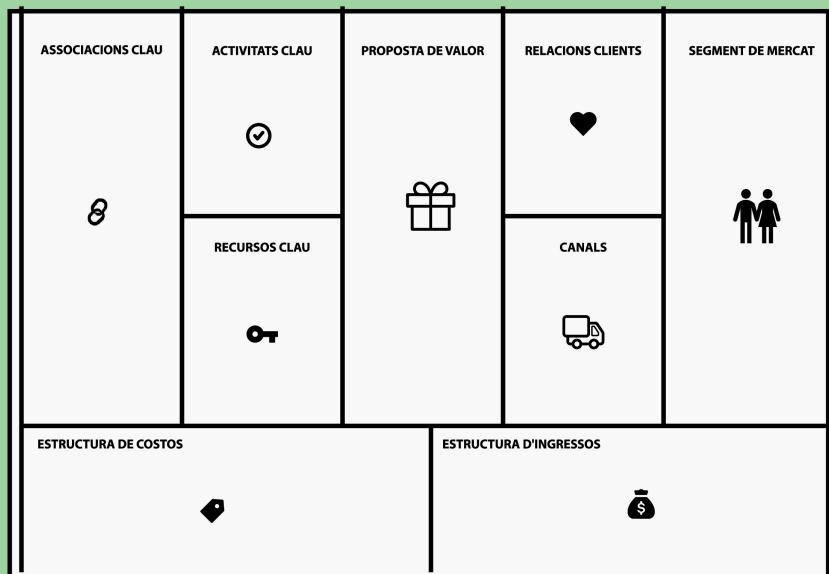 ASSOCIACIONS CLAU
ACTIVITATS CLAU
PROPOSTA DE VALOR
RELACIONS CLIENTS
SEGMENT DE MERCAT
RECURSOS CLAU
CANALS
ESTRUCTURA DE COSTOS
ESTRUCTURA D'INGRESSOS
$